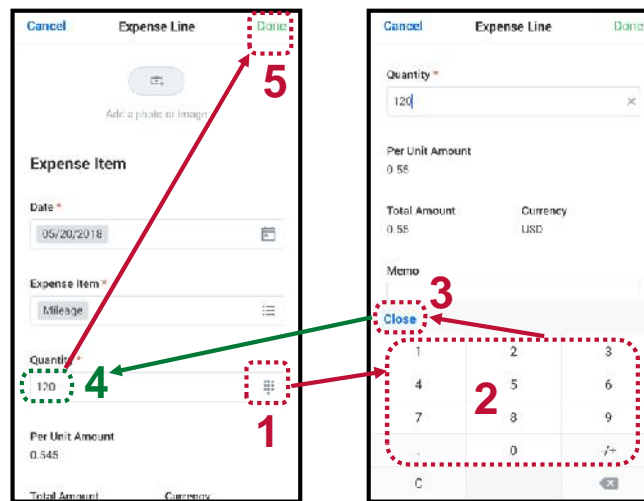 Cancel Expense Line Done
5
Add a photo or image
Expense Item
Date *
05/20/2018
Expense Item *
Mileage
Quantity *
120
4
1
Per Unit Amount
0.545
Total Amount Currency
Cancel Expense Line Done
Quantity *
120
Per Unit Amount
0.55
Total Amount Currency
0.55 USD
Memo
3
Close
1 2 3
4 5 6
2
7 8 9
. 0 -/+
C